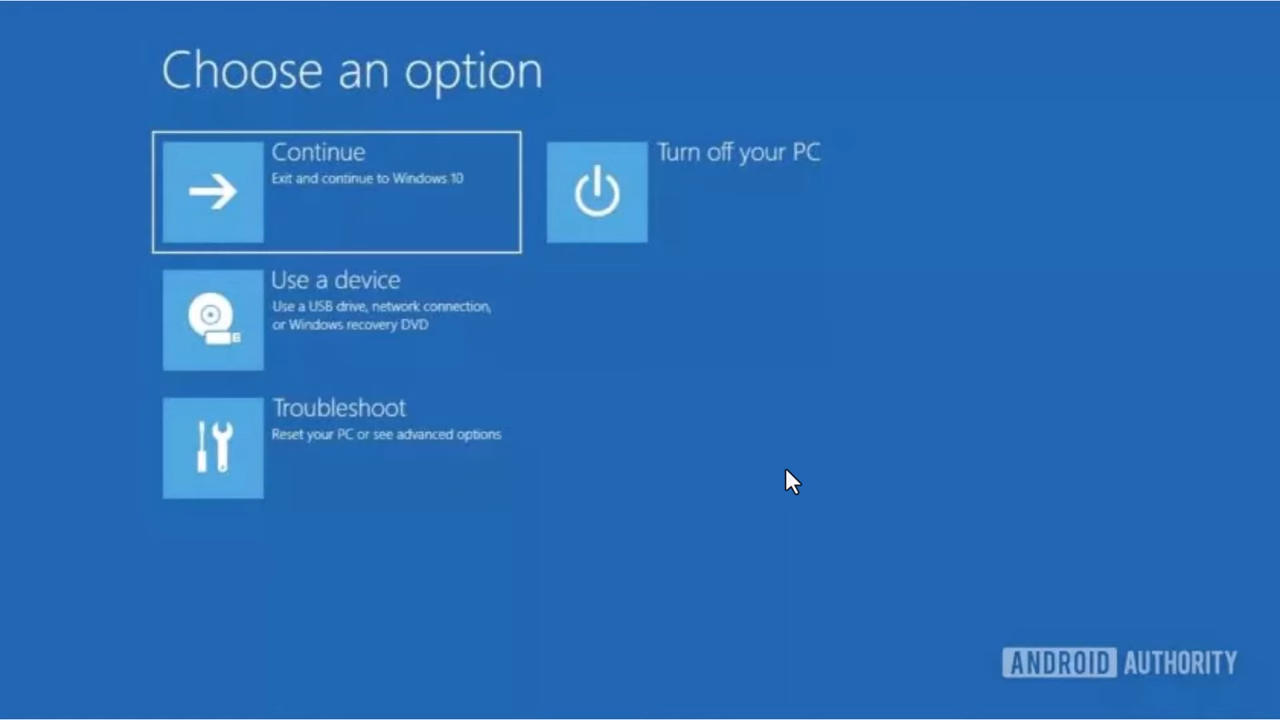 Choose an option
Continue
Exit and continue to Windows 10
Turn off your PC
Use a device
Use a USB drive, network connection,
or Windows recovery DVD
Troubleshoot
Reset your PC or see advanced options
ANDROID AUTHORITY